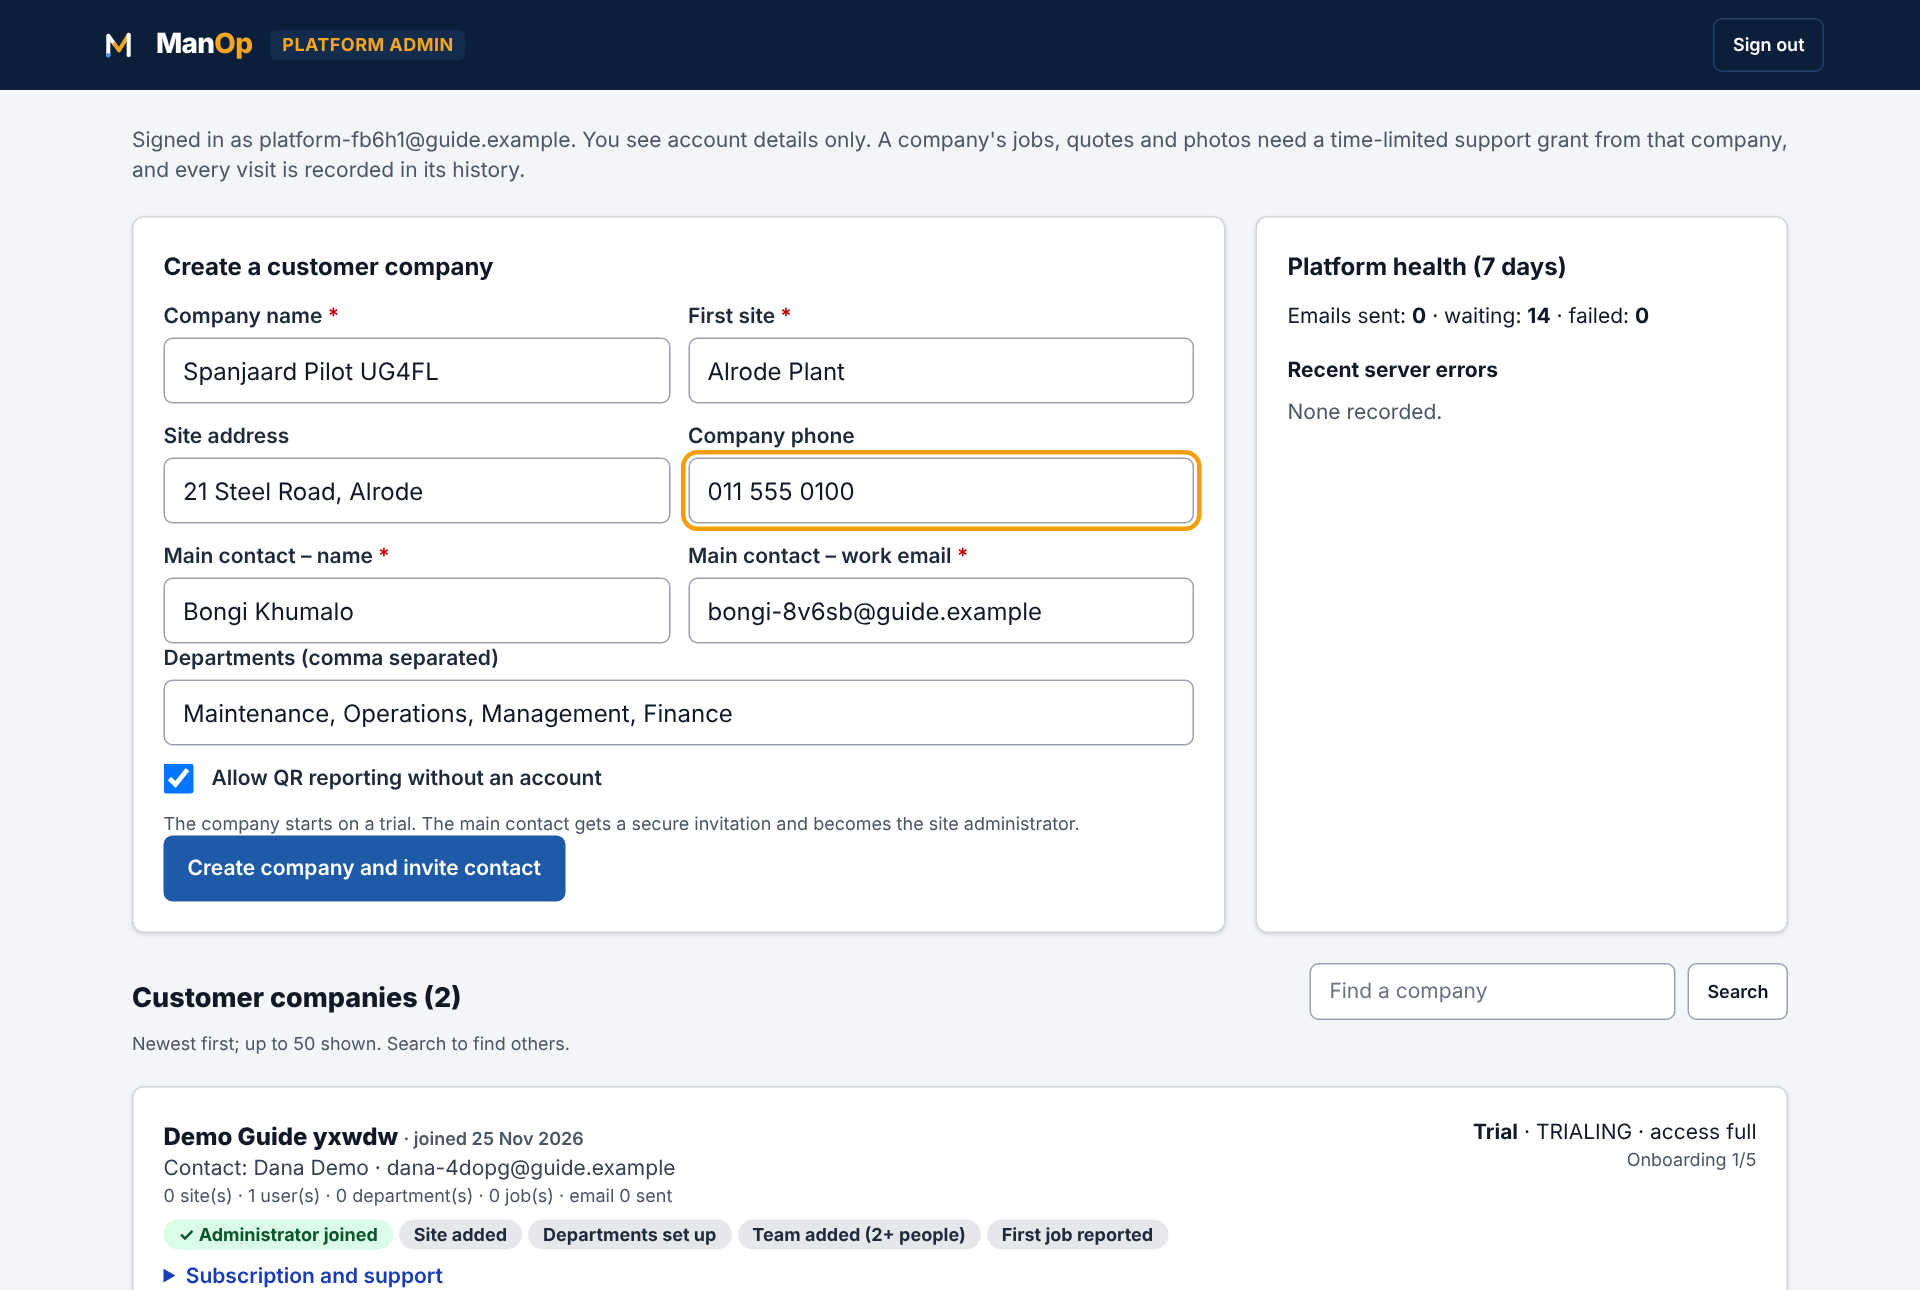 ManOp PLATFORM ADMIN
Sign out
Signed in as platform-fb6h1@guide.example. You see account details only. A company's jobs, quotes and photos need a time-limited support grant from that company,
and every visit is recorded in its history.
Create a customer company
Company name *
First site *
Spanjaard Pilot UG4FL
Alrode Plant
Site address
Company phone
21 Steel Road, Alrode
011 555 0100
Main contact – name *
Main contact – work email *
Bongi Khumalo
bongi-8v6sb@guide.example
Departments (comma separated)
Maintenance, Operations, Management, Finance
Allow QR reporting without an account
The company starts on a trial. The main contact gets a secure invitation and becomes the site administrator.
Create company and invite contact
Platform health (7 days)
Emails sent: 0 · waiting: 14 · failed: 0
Recent server errors
None recorded.
Customer companies (2)
Find a company
Search
Newest first; up to 50 shown. Search to find others.
Demo Guide yxwdw · joined 25 Nov 2026
Trial · TRIALING · access full
Contact: Dana Demo · dana-4dopg@guide.example
Onboarding 1/5
0 site(s) · 1 user(s) · 0 department(s) · 0 job(s) · email 0 sent
✓ Administrator joined
Site added
Departments set up
Team added (2+ people)
First job reported
Subscription and support